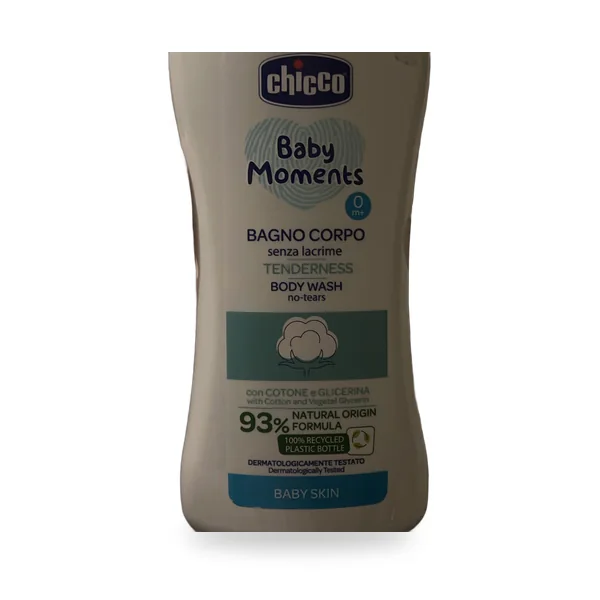 chicco
Baby
Moments
0
m+
BAGNO CORPO
senza lacrime
TENDERNESS
BODY WASH
no-tears
con COTONE e GLICERINA
with Cotton and Vegetal Glycerin
93% NATURAL ORIGIN
FORMULA
100% RECYCLED
PLASTIC BOTTLE
DERMATOLOGICAMENTE TESTATO
Dermatologically Tested
BABY SKIN